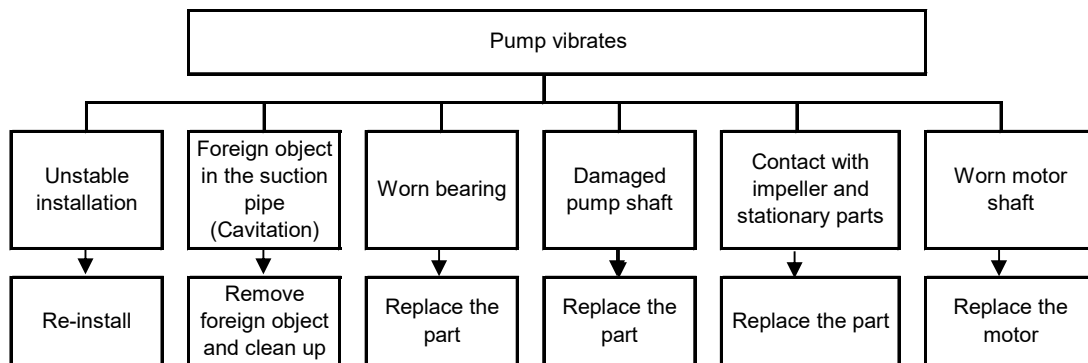 Pump vibrates
Unstable
installation
Foreign object
in the suction
pipe
(Cavitation)
Worn bearing
Damaged
pump shaft
Contact with
impeller and
stationary parts
Worn motor
shaft
Re-install
Remove
foreign object
and clean up
Replace the
part
Replace the
part
Replace the part
Replace the
motor